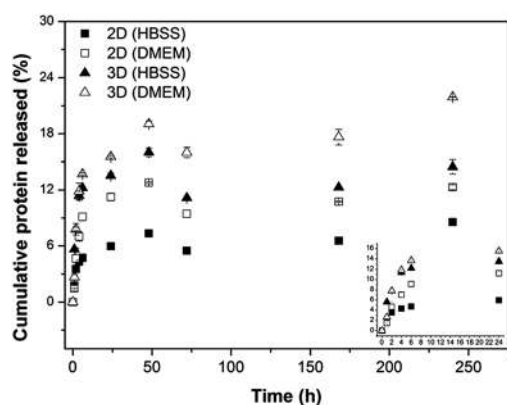 Cumulative protein released (%)
30
24
18
12
6
0
2D (HBSS)
2D (DMEM)
3D (HBSS)
3D (DMEM)
16
14
12
10
8
6
4
2
0
0 2 4 6 8 10 12 14 16 18 20 22 24
0 50 100 150 200 250
Time (h)